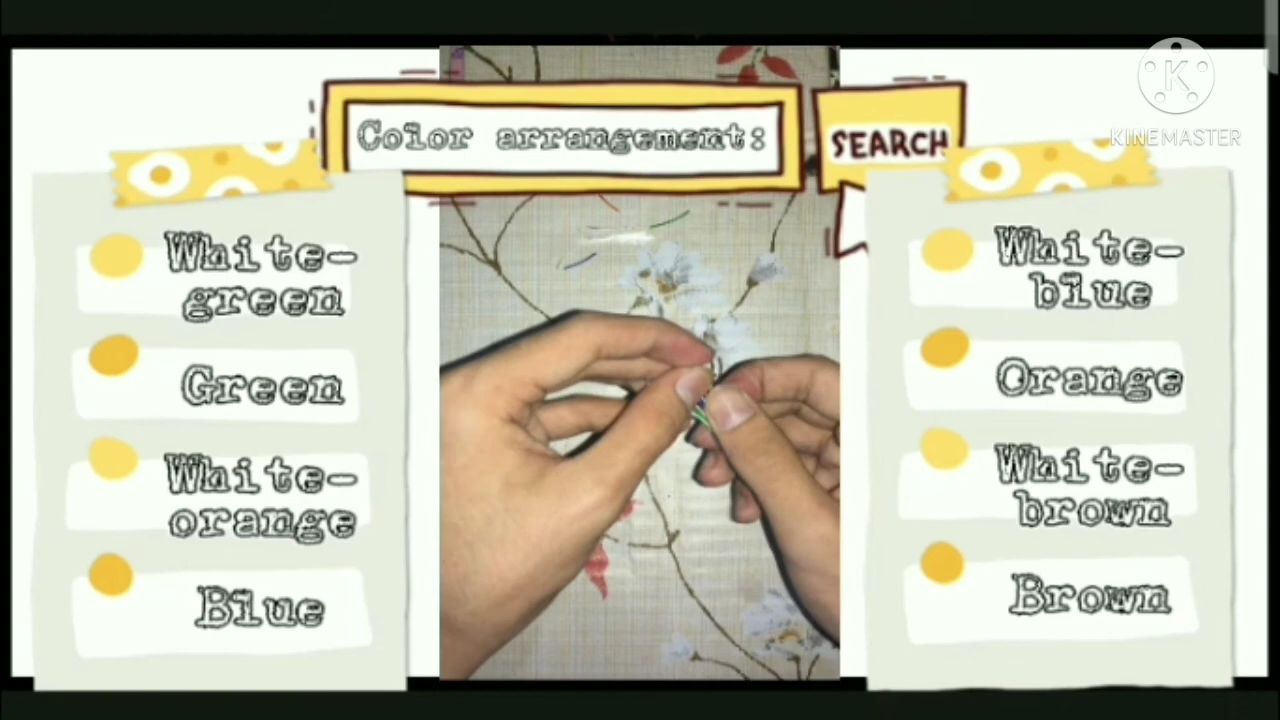 KINEMASTER
Color arrangement:
SEARCH
White-
green
Green
White-
orange
Blue
White-
blue
Orange
White-
brown
Brown